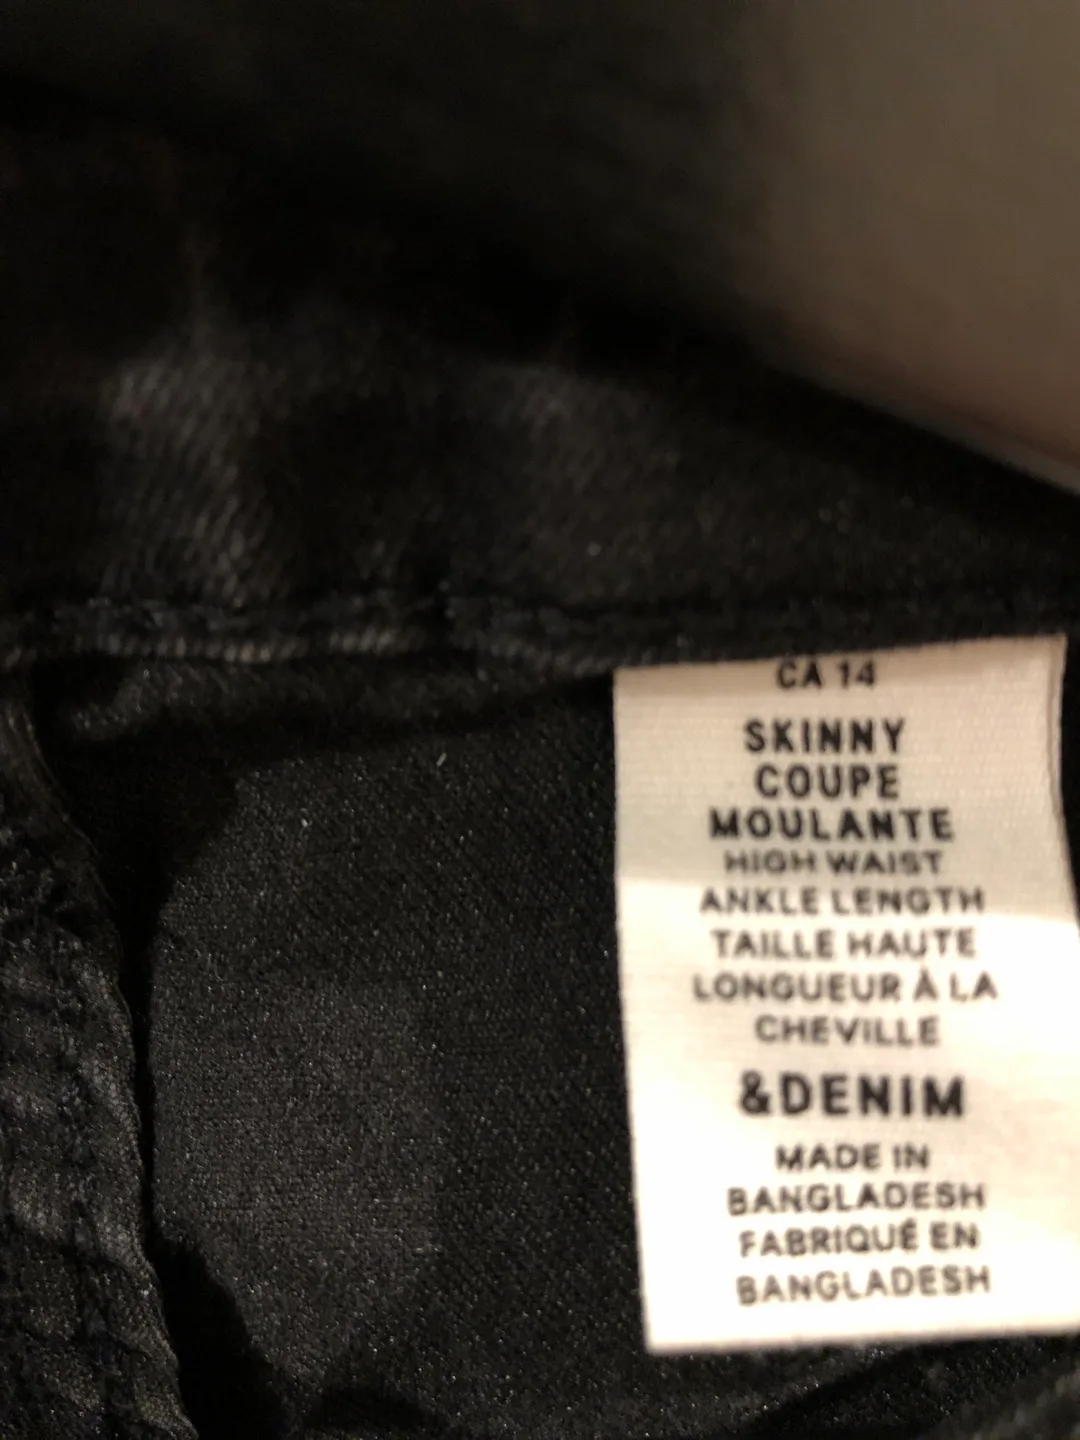 CA 14
SKINNY
COUPE
MOULANTE
HIGH WAIST
ANKLE LENGTH
TAILLE HAUTE
LONGUEUR À LA
CHEVILLE
&DENIM
MADE IN
BANGLADESH
FABRIQUÉ EN
BANGLADESH